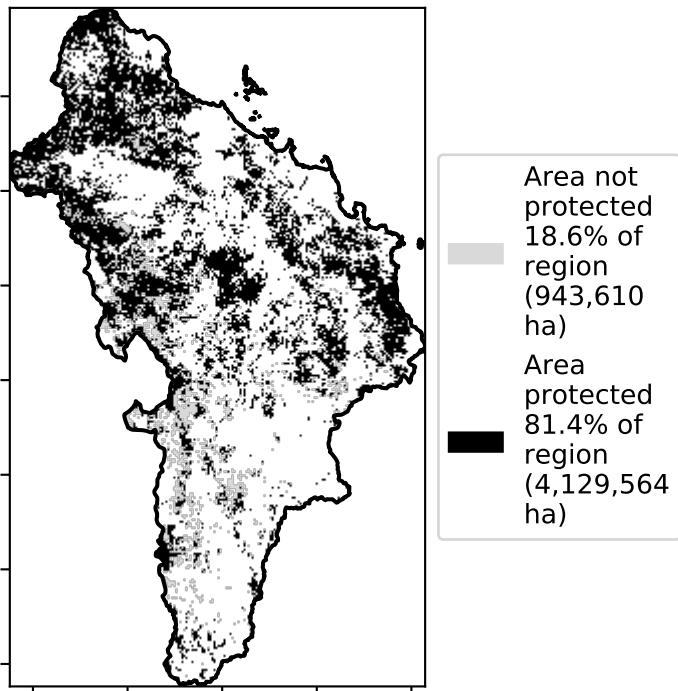 Area not
protected
18.6% of
region
(943,610
ha)
Area
protected
81.4% of
region
(4,129,564
ha)